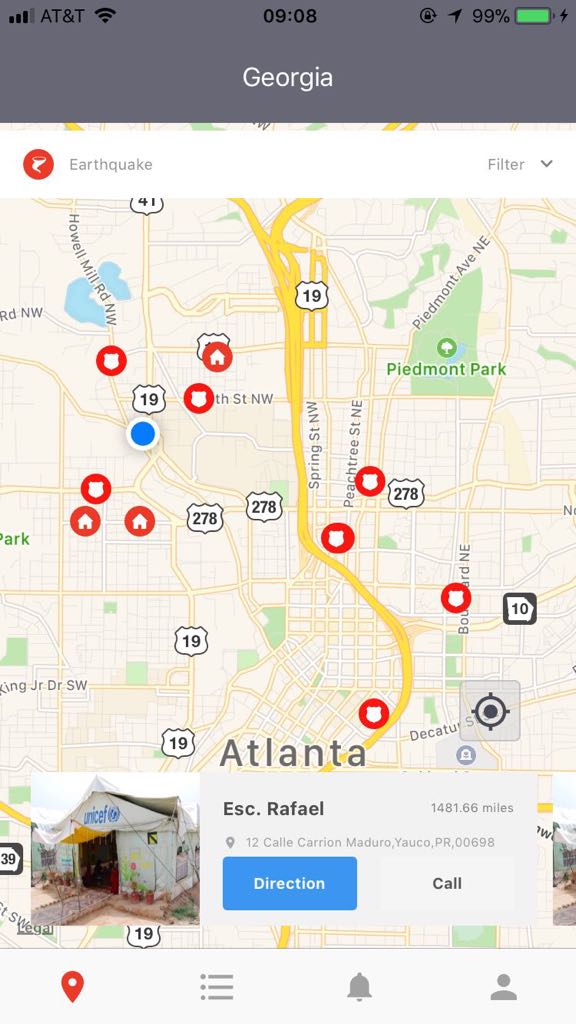 AT&T 09:08 99%
Georgia
Earthquake Filter
41
Howell Mill Rd NW
Rd NW
19
Piedmont Ave NE
Piedmont Park
19
th St NW
Spring St NW
Peachtree St NE
278
278
278
Park
10
19
King Jr Dr SW
19
Decatur S
Atlanta
unicef
Esc. Rafael 1481.66 miles
12 Calle Carrion Maduro,Yauco,PR,00698
Direction Call
39
St SW
Legal
19